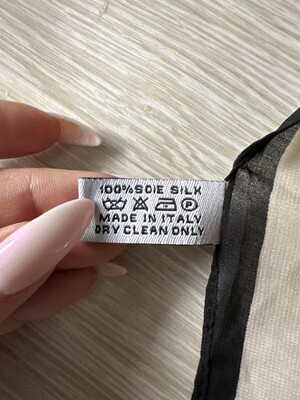 100% SOIE SILK
P
MADE IN ITALY
DRY CLEAN ONLY